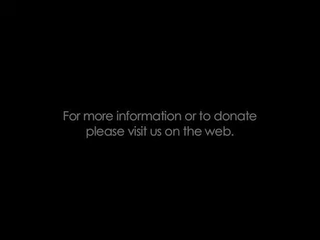 For more information or to donate
please visit us on the web.